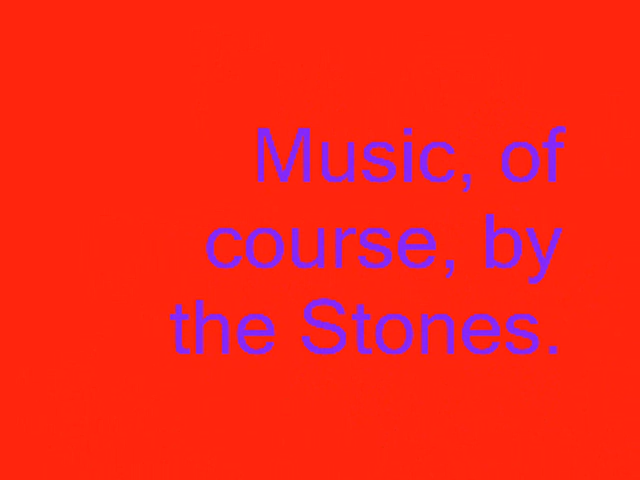 Music, of
course, by
the Stones.